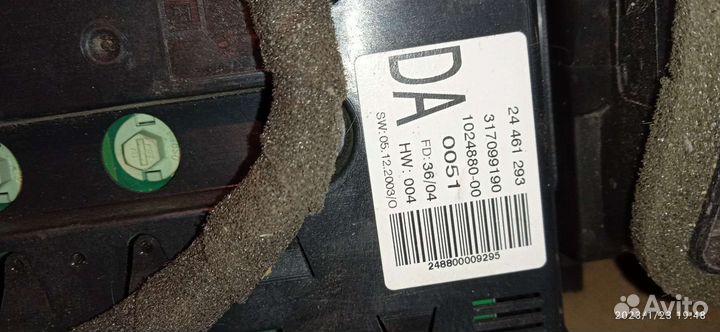 24 461 293
317099190
1024880-00
0051
FD:36/04
HW: 004
SW:05.12.2003/0
DA
248800009295
Avito
2023/1/23 19:48